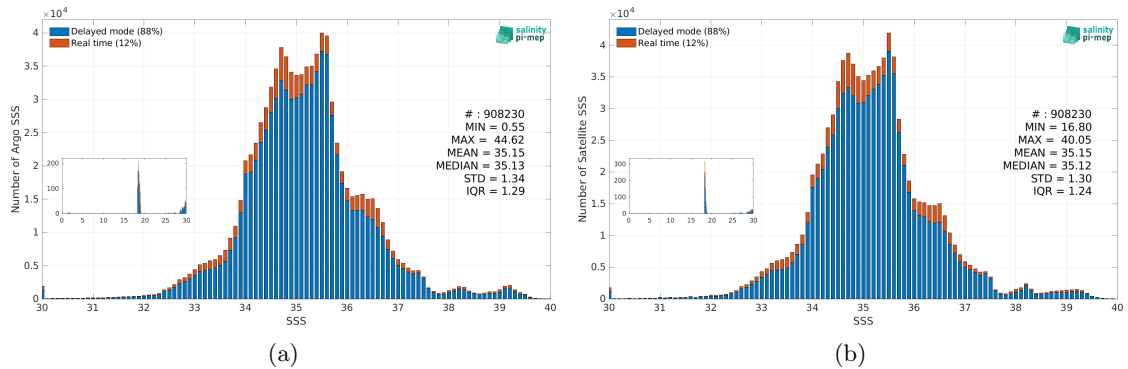 ×10⁴
Delayed mode (88%)
Real time (12%)
salinity
pi-mep
4
3.5
3
2.5
2
1.5
1
0.5
0
Number of Argo SSS
# : 908230
MIN = 0.55
MAX = 44.62
MEAN = 35.15
MEDIAN = 35.13
STD = 1.34
IQR = 1.29
200
100
0
0 5 10 15 20 25 30
30 31 32 33 34 35 36 37 38 39 40
SSS
(a)
×10⁴
Delayed mode (88%)
Real time (12%)
salinity
pi-mep
4
3.5
3
2.5
2
1.5
1
0.5
0
Number of Satellite SSS
# : 908230
MIN = 16.80
MAX = 40.05
MEAN = 35.15
MEDIAN = 35.12
STD = 1.30
IQR = 1.24
300
200
100
0
0 5 10 15 20 25 30
30 31 32 33 34 35 36 37 38 39 40
SSS
(b)